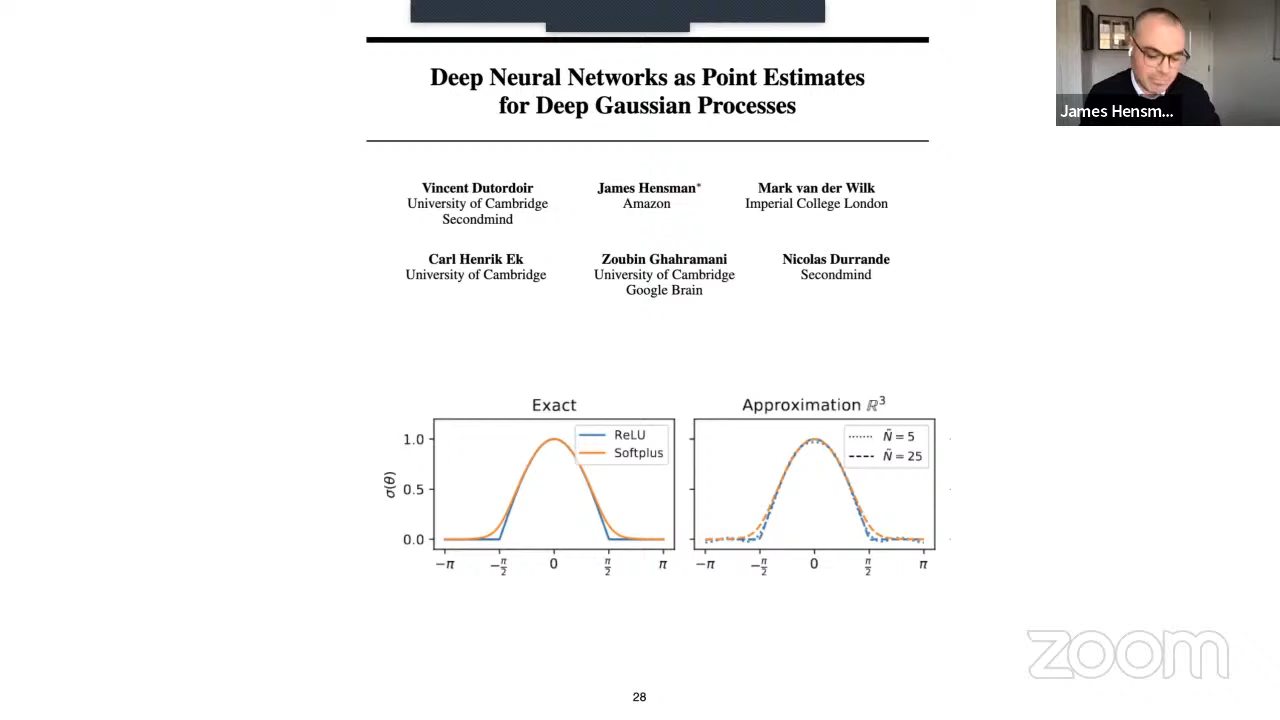 Deep Neural Networks as Point Estimates
for Deep Gaussian Processes
Vincent Dutordoir
University of Cambridge
Secondmind
James Hensman*
Amazon
Mark van der Wilk
Imperial College London
Carl Henrik Ek
University of Cambridge
Zoubin Ghahramani
University of Cambridge
Google Brain
Nicolas Durrande
Secondmind
Exact
ReLU
Softplus
σ(θ)
1.0
0.5
0.0
−π
−π/2
0
π/2
π
Approximation ℝ³
Ñ = 5
Ñ = 25
−π
−π/2
0
π/2
π
28
James Hensm...
zoom